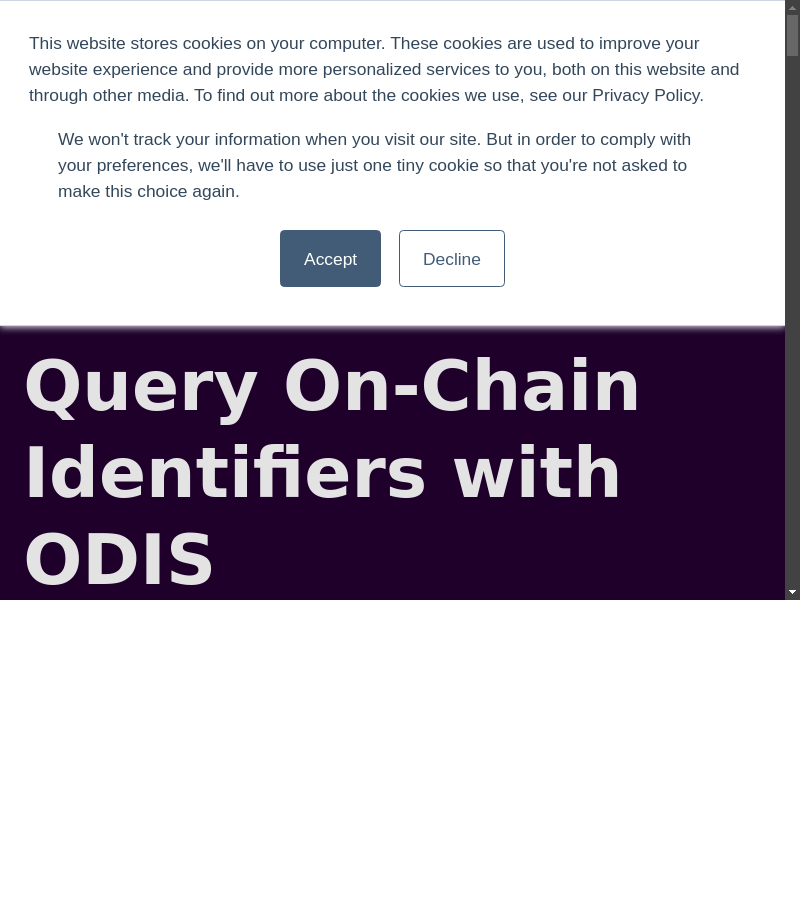 This website stores cookies on your computer. These cookies are used to improve your
website experience and provide more personalized services to you, both on this website and
through other media. To find out more about the cookies we use, see our Privacy Policy.
We won't track your information when you visit our site. But in order to comply with
your preferences, we'll have to use just one tiny cookie so that you're not asked to
make this choice again.
Accept Decline
Query On-Chain
Identifiers with
ODIS